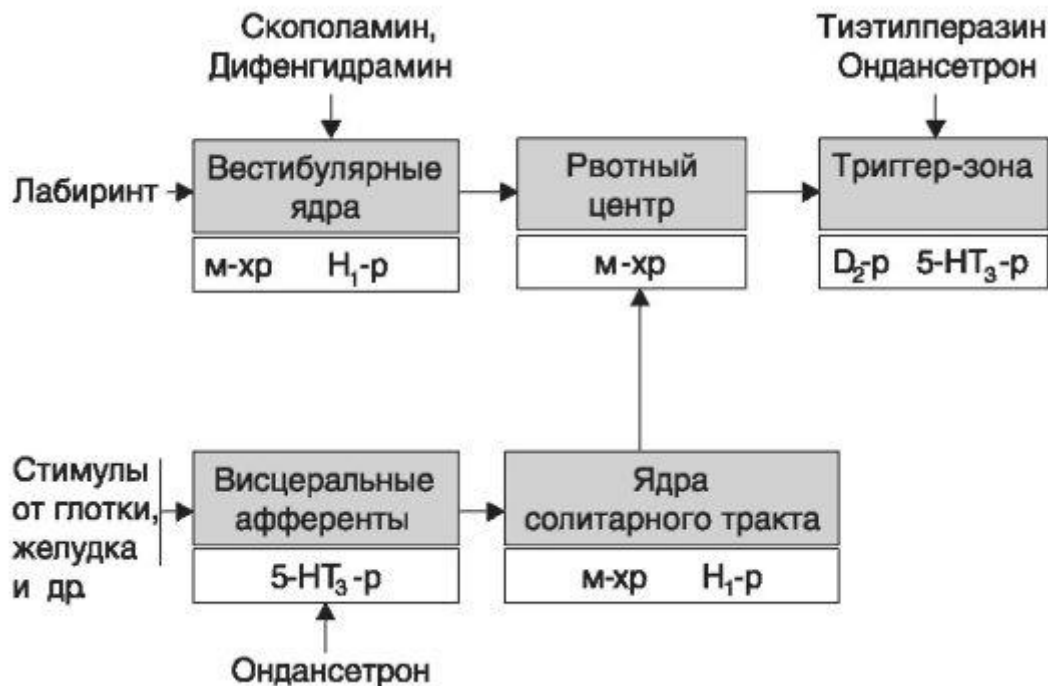 Скополамин,
Дифенгидрамин
Тиэтилперазин
Ондансетрон
Лабиринт
Вестибулярные
ядра
м-хр H₁-р
Рвотный
центр
м-хр
Триггер-зона
D₂-р 5-HT₃-р
Стимулы
от глотки,
желудка
и др.
Висцеральные
афференты
5-HT₃-р
Ядра
солитарного тракта
м-хр H₁-р
Ондансетрон